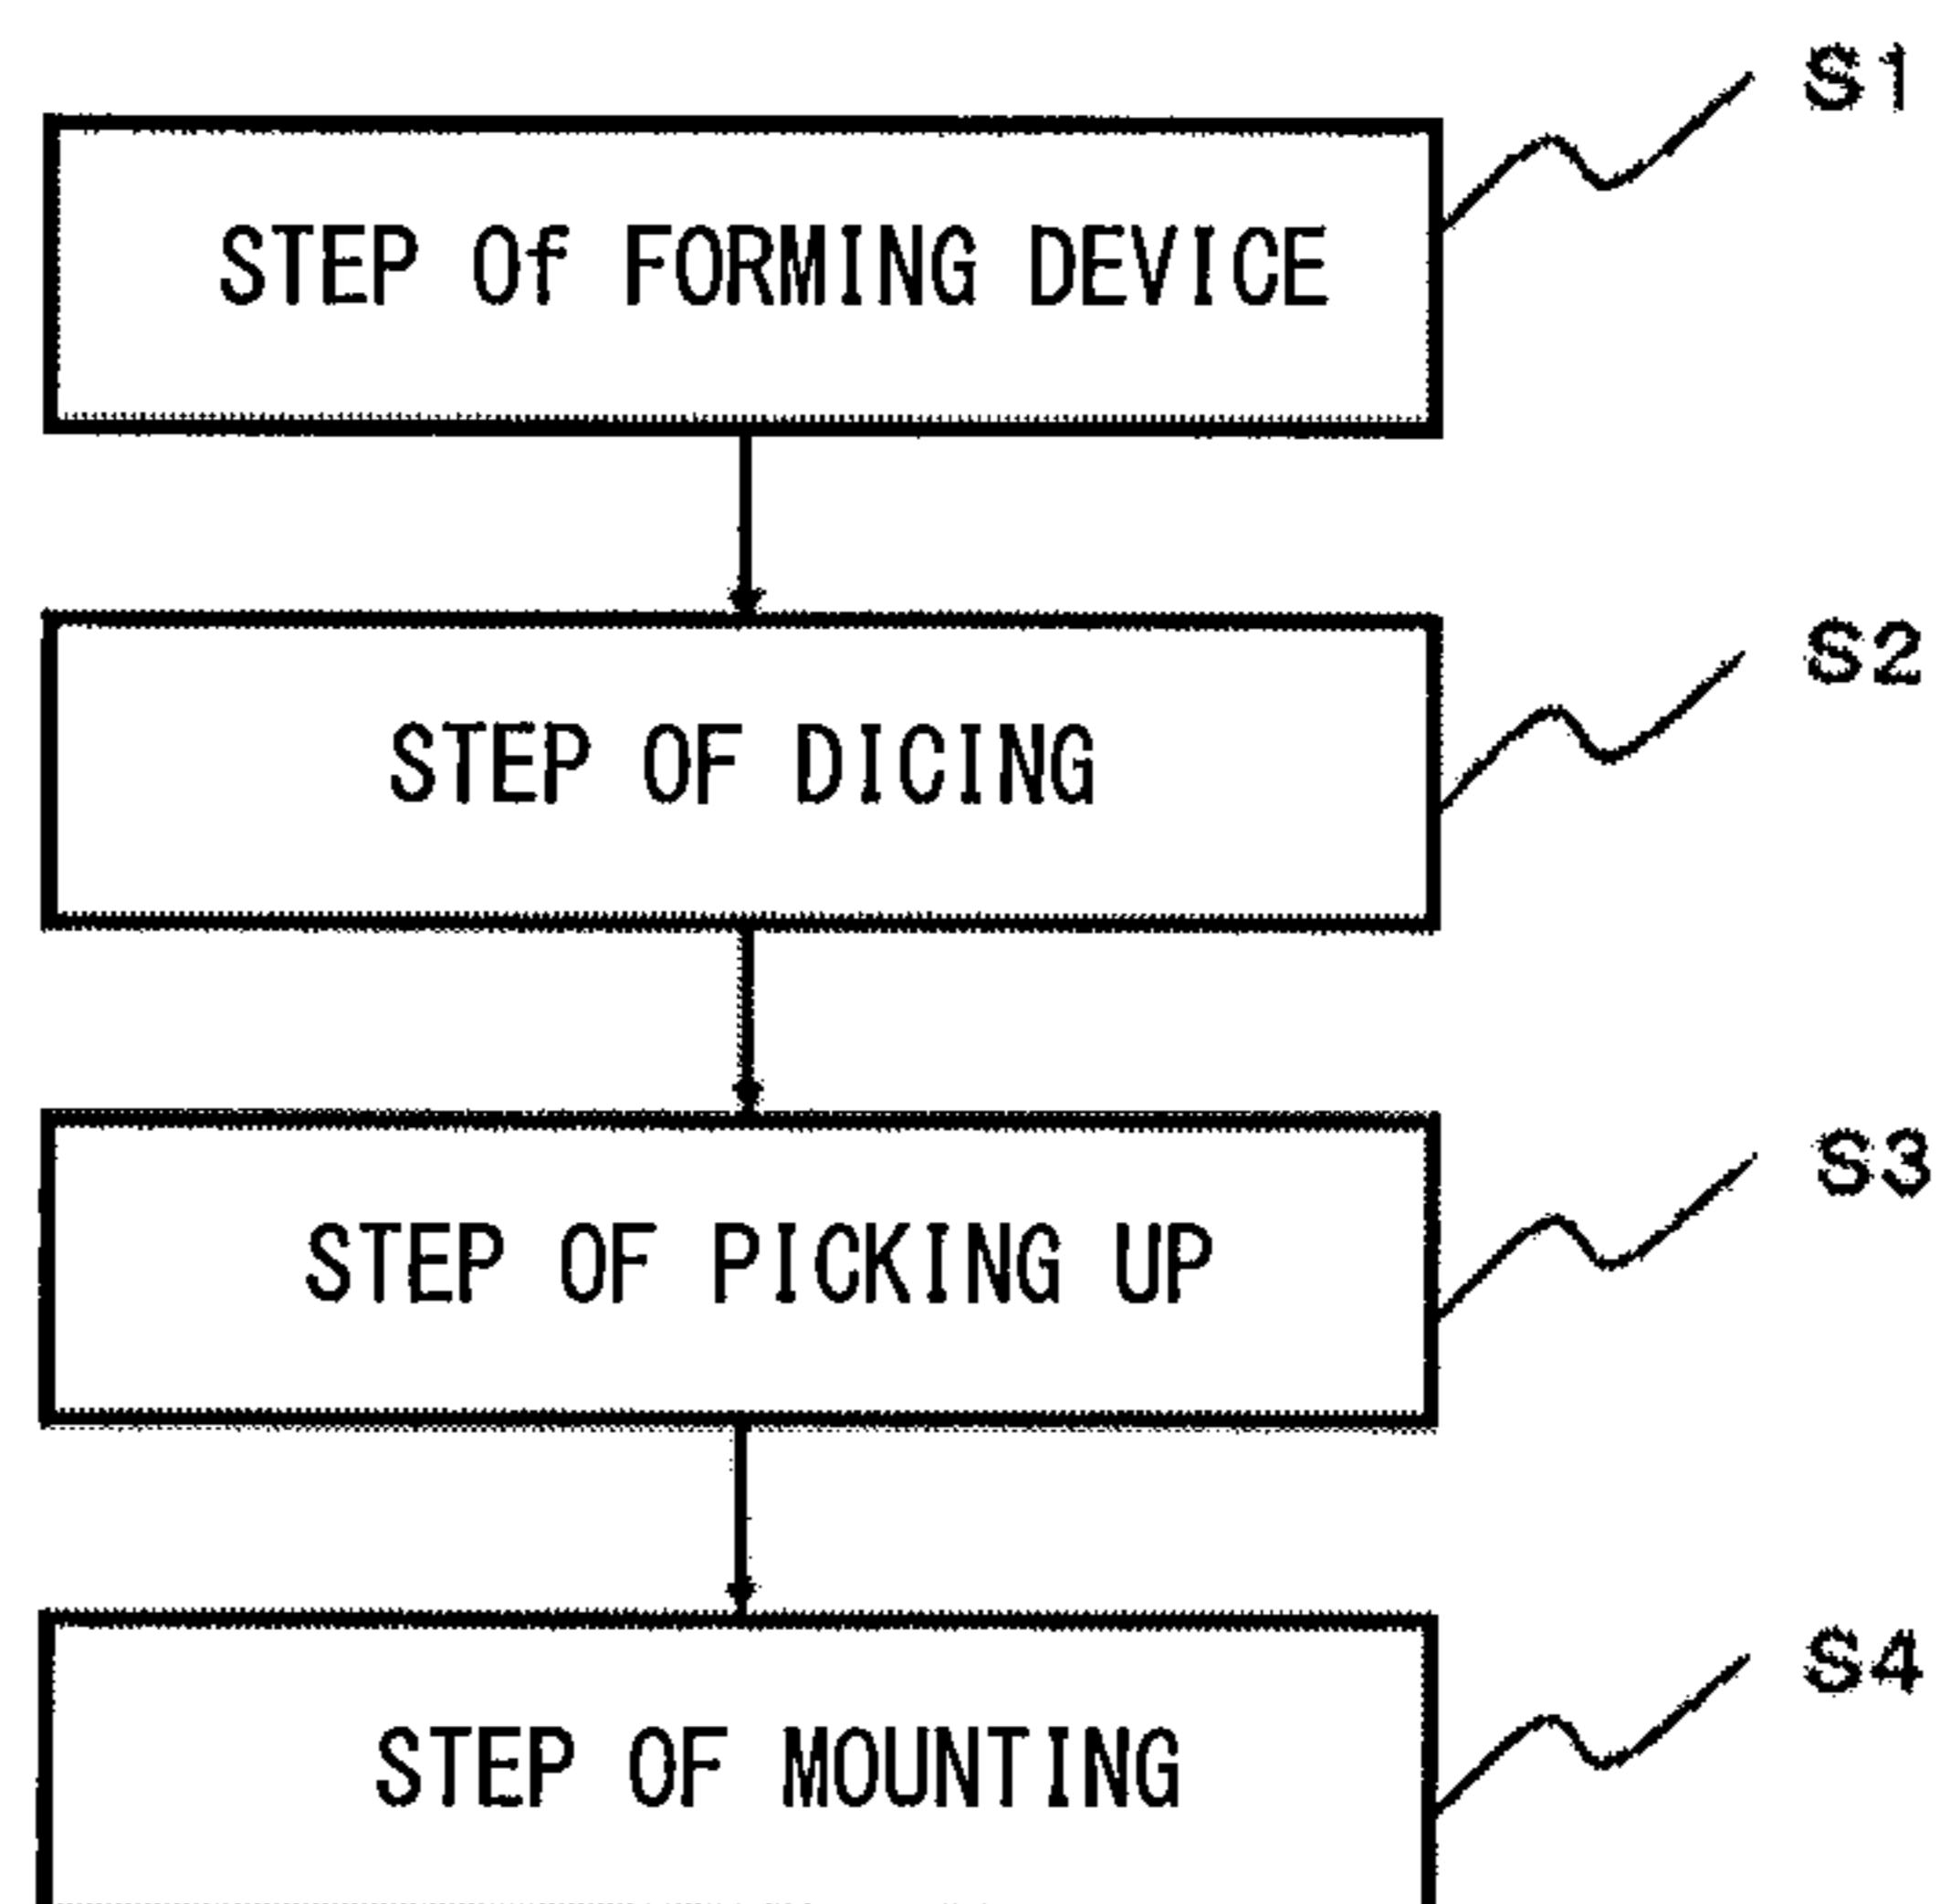 S1
STEP Of FORMING DEVICE
S2
STEP OF DICING
S3
STEP OF PICKING UP
S4
STEP OF MOUNTING